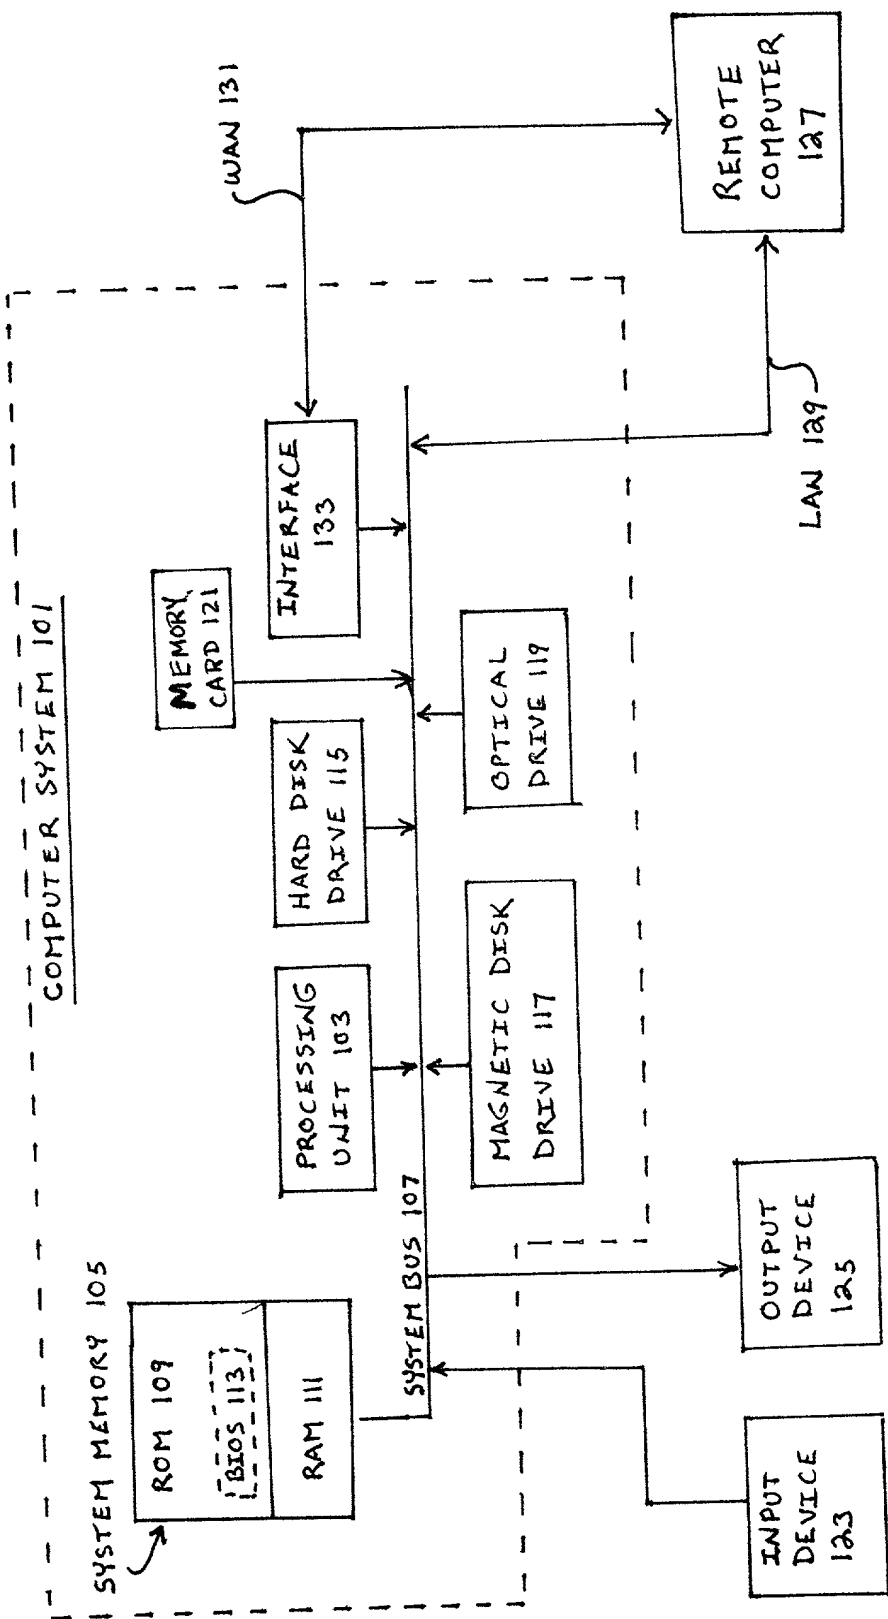 COMPUTER SYSTEM 101
SYSTEM MEMORY 105
ROM 109
BIOS 113
RAM 111
SYSTEM BUS 107
PROCESSING
UNIT 103
HARD DISK
DRIVE 115
MEMORY
CARD 121
INTERFACE
133
WAN 131
MAGNETIC DISK
DRIVE 117
OPTICAL
DRIVE 119
INPUT
DEVICE
123
OUTPUT
DEVICE
125
LAN 129
REMOTE
COMPUTER
127